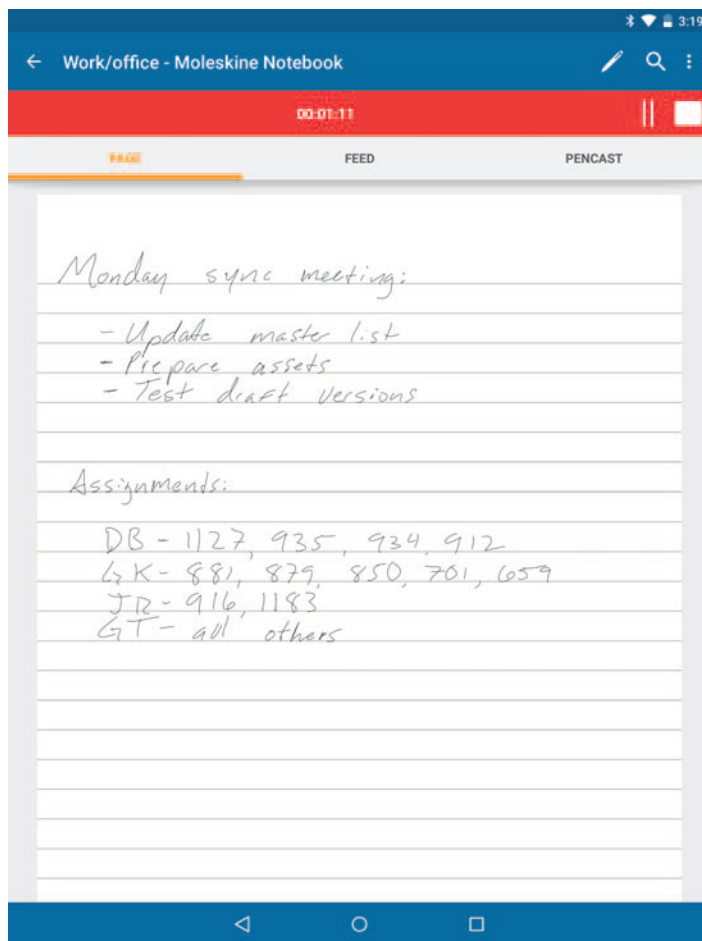 3:19
Work/office - Moleskine Notebook
00:01:11
PAGE FEED PENCAST
Monday sync meeting:
- Update master list
- Prepare assets
- Test draft versions
Assignments:
DB - 1127, 935, 934, 912
GK - 881, 879, 850, 701, 659
JR - 916, 1183
GT - all others